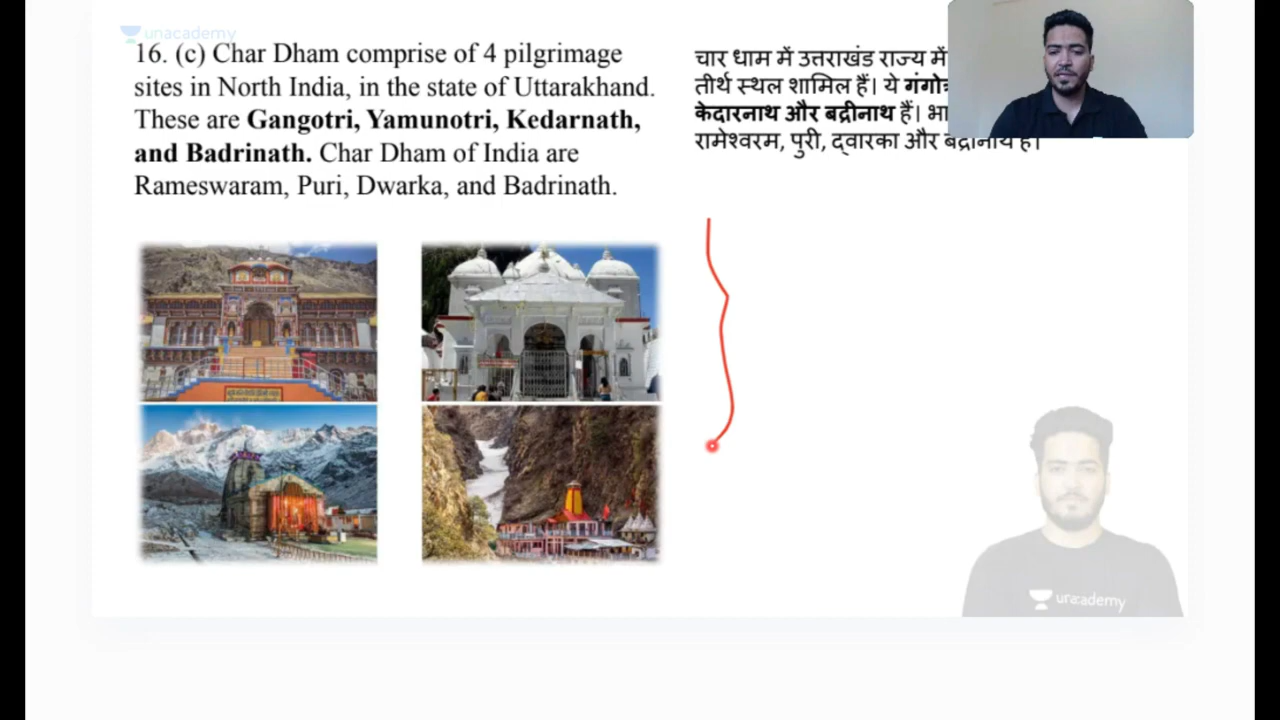 unacademy
16. (c) Char Dham comprise of 4 pilgrimage
sites in North India, in the state of Uttarakhand.
These are Gangotri, Yamunotri, Kedarnath,
and Badrinath. Char Dham of India are
Rameswaram, Puri, Dwarka, and Badrinath.
चार धाम में उत्तराखंड राज्य में
तीर्थ स्थल शामिल हैं। ये
केदारनाथ और बद्रीनाथ हैं।
रामेश्वरम, पुरी, द्वारका और बद्रीनाथ हैं।
unacademy